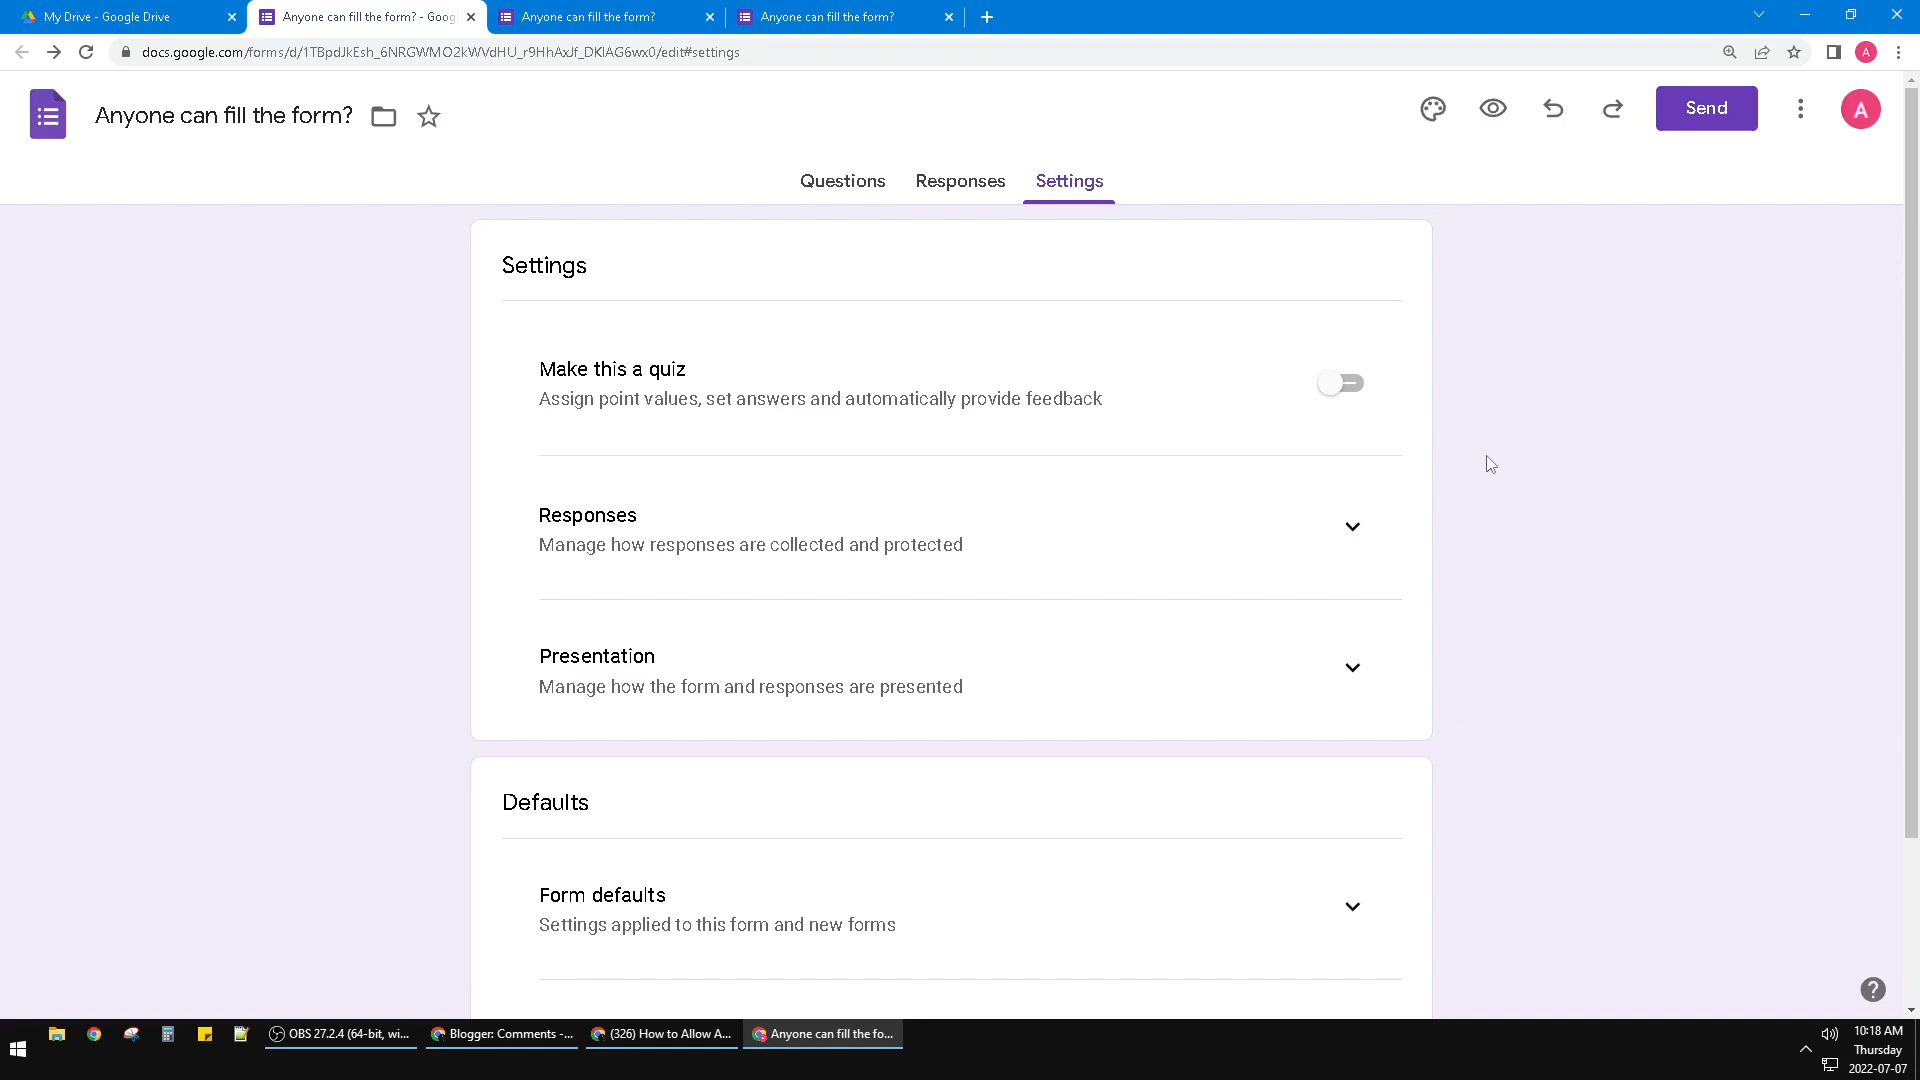 My Drive - Google Drive
Anyone can fill the form? - Goog
Anyone can fill the form?
Anyone can fill the form?
docs.google.com/forms/d/1TBpdJkEsh_6NRGWMO2kWVdHU_r9HhAxJf_DKlAG6wx0/edit#settings
A
Anyone can fill the form?
Send
A
Questions
Responses
Settings
Settings
Make this a quiz
Assign point values, set answers and automatically provide feedback
Responses
Manage how responses are collected and protected
Presentation
Manage how the form and responses are presented
Defaults
Form defaults
Settings applied to this form and new forms
OBS 27.2.4 (64-bit, wi...
Blogger: Comments -...
(326) How to Allow A...
Anyone can fill the fo...
10:18 AM
Thursday
2022-07-07